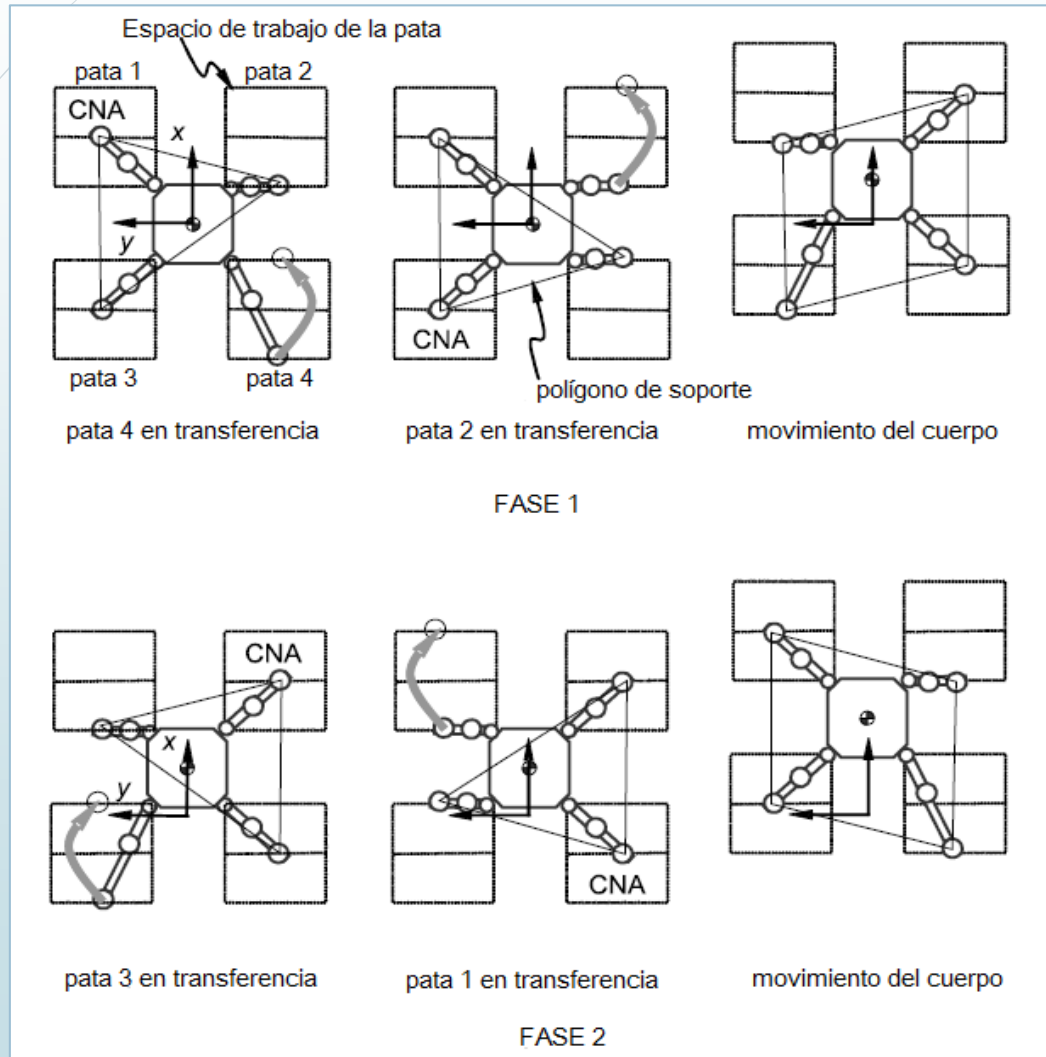 Espacio de trabajo de la pata
pata 1
pata 2
CNA
x
y
pata 3
pata 4
CNA
polígono de soporte
pata 4 en transferencia
pata 2 en transferencia
movimiento del cuerpo
FASE 1
CNA
x
y
CNA
pata 3 en transferencia
pata 1 en transferencia
movimiento del cuerpo
FASE 2